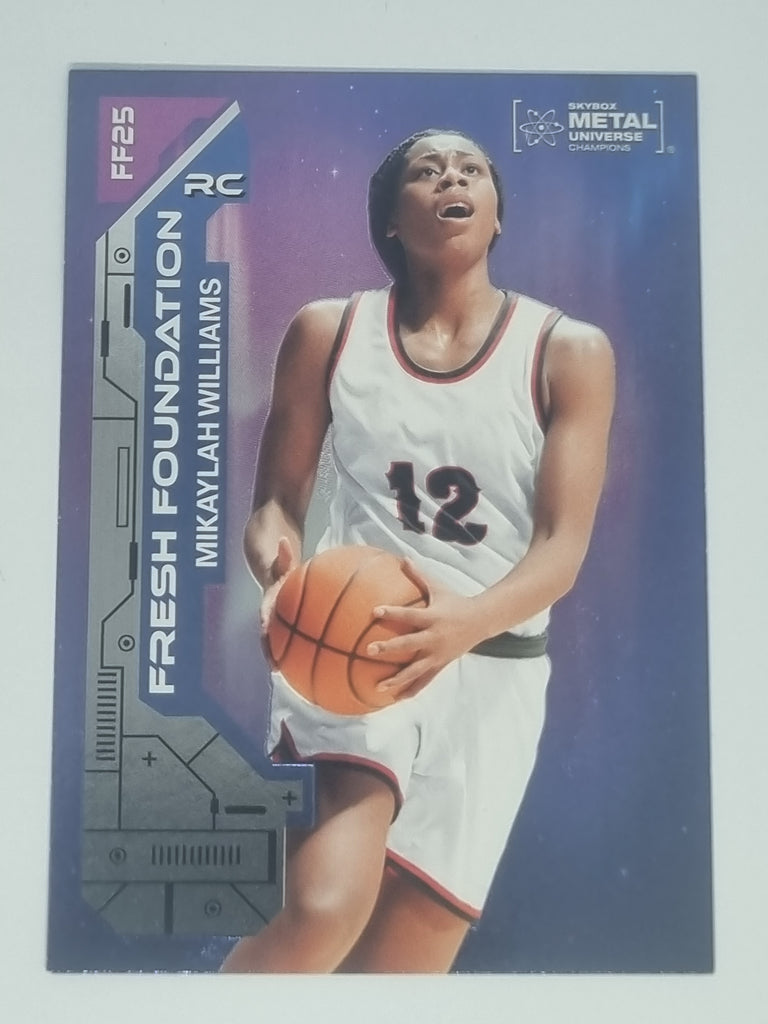 FF25
RC
FRESH FOUNDATION
MIKAYLAH WILLIAMS
SKYBOX
METAL
UNIVERSE
CHAMPIONS
®
12